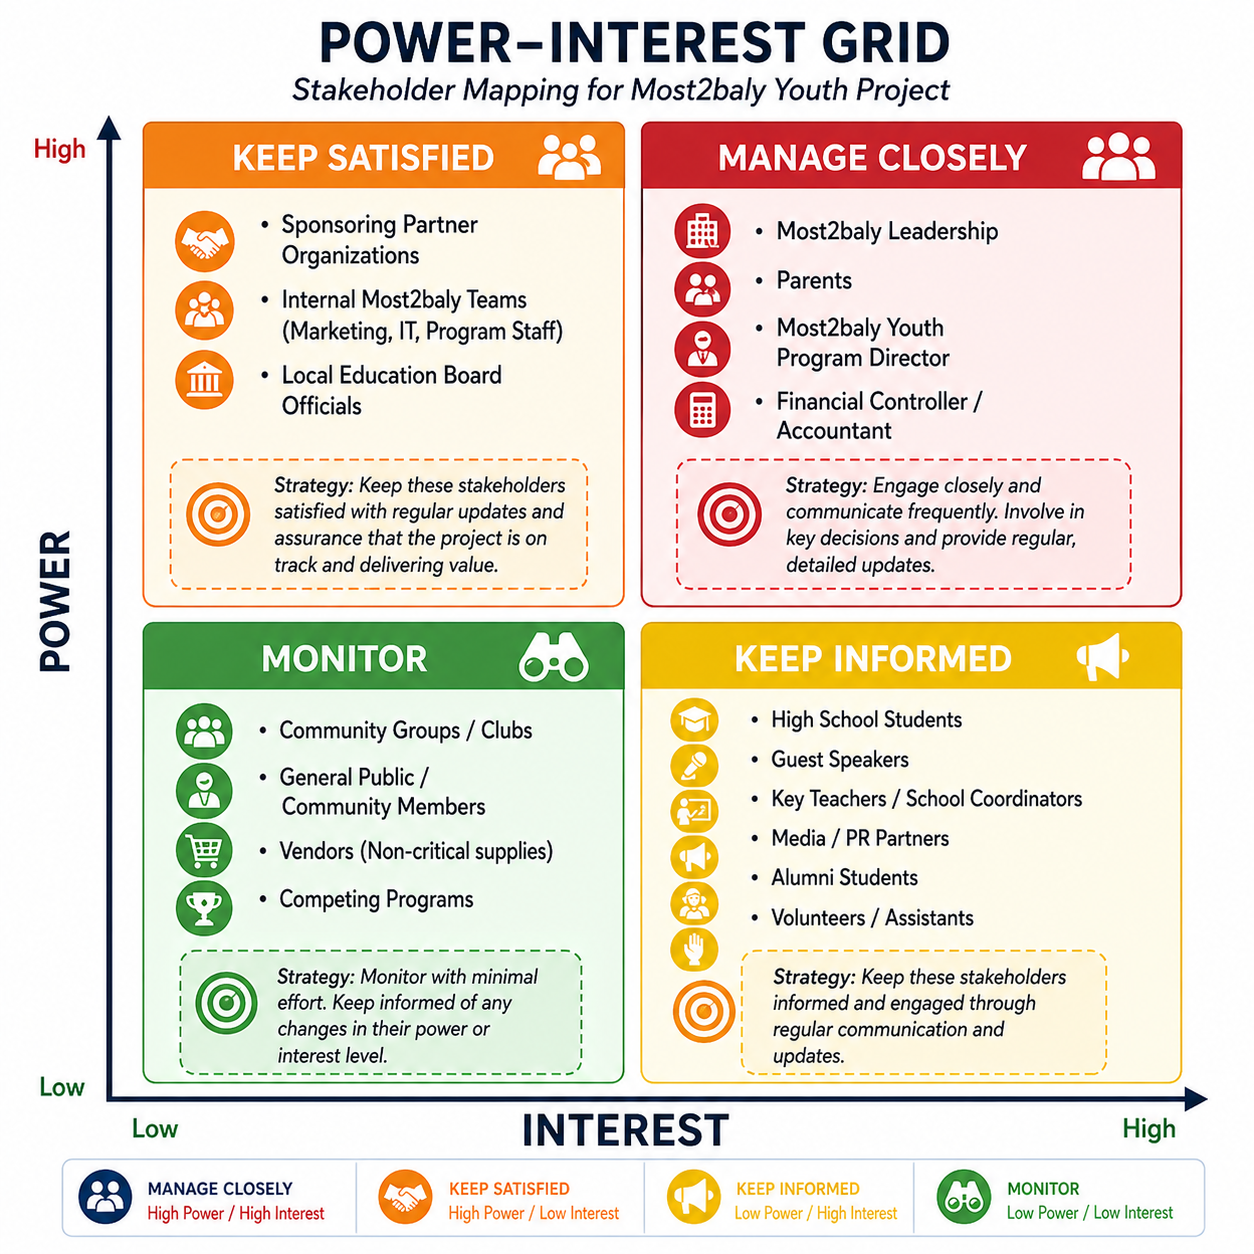 POWER–INTEREST GRID
Stakeholder Mapping for Most2baly Youth Project
High
KEEP SATISFIED
• Sponsoring Partner
Organizations
• Internal Most2baly Teams
(Marketing, IT, Program Staff)
• Local Education Board
Officials
Strategy: Keep these stakeholders
satisfied with regular updates and
assurance that the project is on
track and delivering value.
MANAGE CLOSELY
• Most2baly Leadership
• Parents
• Most2baly Youth
Program Director
• Financial Controller /
Accountant
Strategy: Engage closely and
communicate frequently. Involve in
key decisions and provide regular,
detailed updates.
POWER
MONITOR
• Community Groups / Clubs
• General Public /
Community Members
• Vendors (Non-critical supplies)
• Competing Programs
Strategy: Monitor with minimal
effort. Keep informed of any
changes in their power or
interest level.
KEEP INFORMED
• High School Students
• Guest Speakers
• Key Teachers / School Coordinators
• Media / PR Partners
• Alumni Students
• Volunteers / Assistants
Strategy: Keep these stakeholders
informed and engaged through
regular communication and
updates.
Low
Low
INTEREST
High
MANAGE CLOSELY
High Power / High Interest
KEEP SATISFIED
High Power / Low Interest
KEEP INFORMED
Low Power / High Interest
MONITOR
Low Power / Low Interest